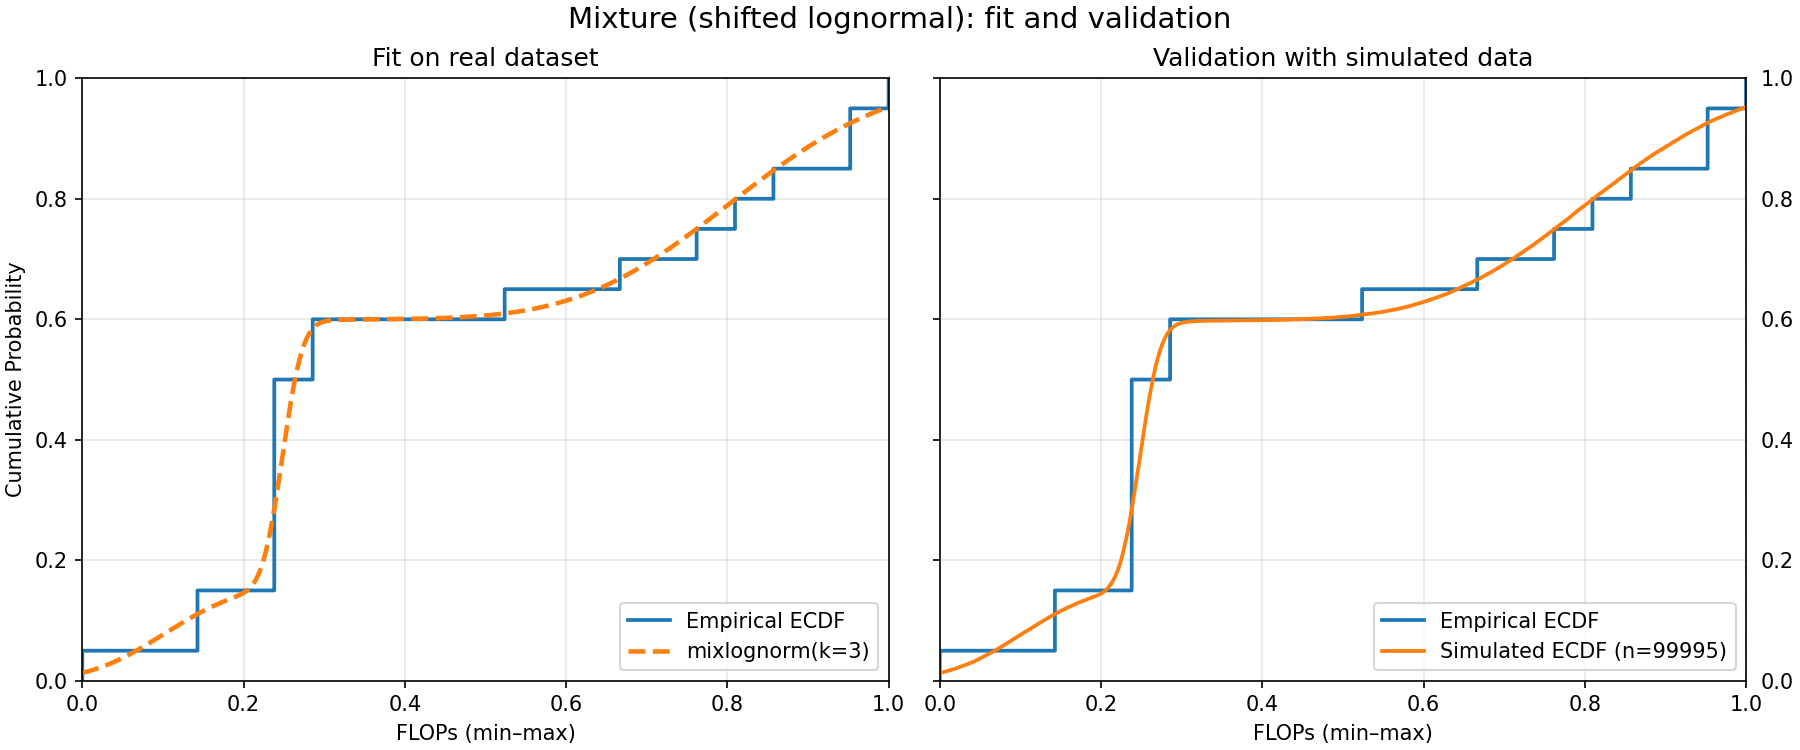 Mixture (shifted lognormal): fit and validation
Fit on real dataset
Cumulative Probability
1.0
0.8
0.6
0.4
0.2
0.0
0.0 0.2 0.4 0.6 0.8 1.0
FLOPs (min–max)
Empirical ECDF
mixlognorm(k=3)
Validation with simulated data
1.0
0.8
0.6
0.4
0.2
0.0
0.0 0.2 0.4 0.6 0.8 1.0
FLOPs (min–max)
Empirical ECDF
Simulated ECDF (n=99995)